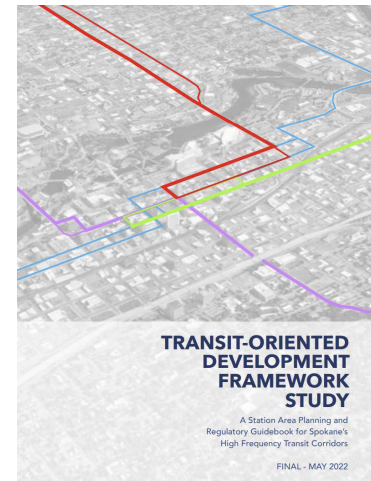 TRANSIT-ORIENTED
DEVELOPMENT
FRAMEWORK
STUDY
A Station Area Planning and
Regulatory Guidebook for Spokane's
High Frequency Transit Corridors
FINAL - MAY 2022